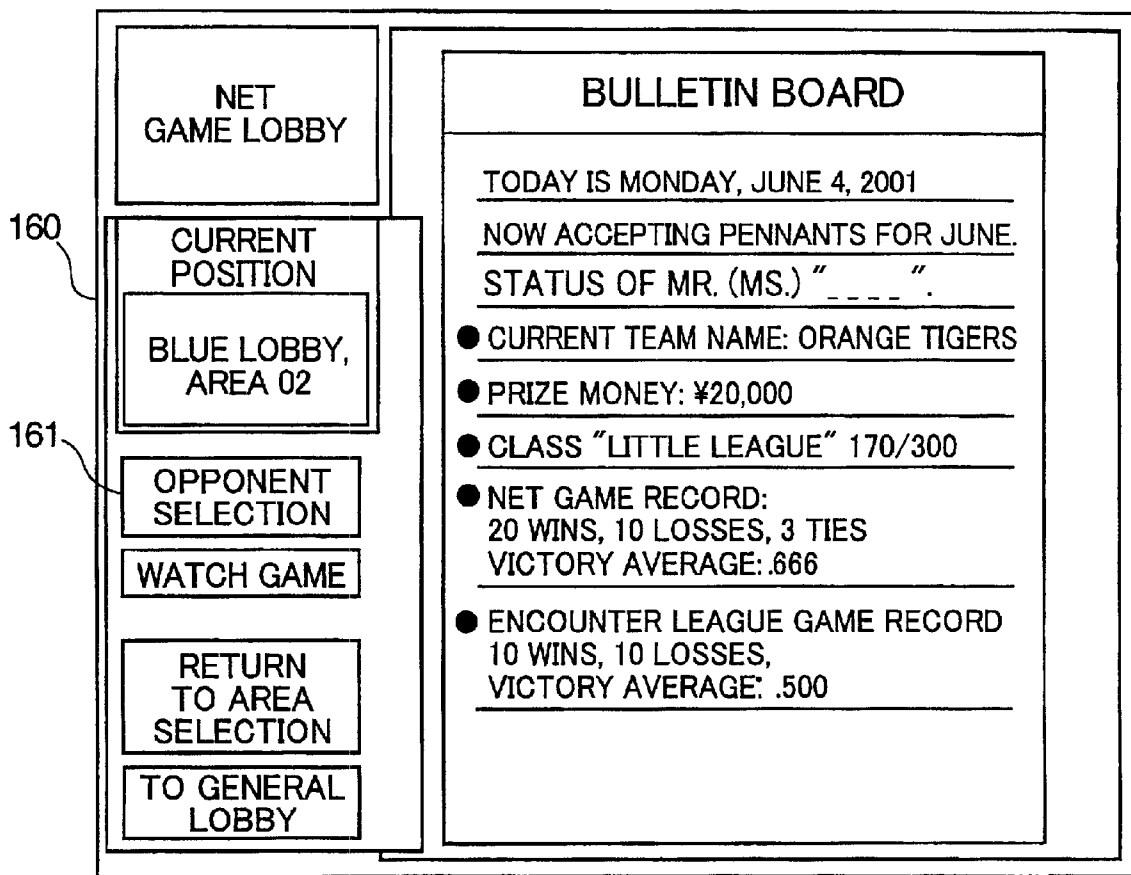 NET
GAME LOBBY
160
CURRENT
POSITION
BLUE LOBBY,
AREA 02
161
OPPONENT
SELECTION
WATCH GAME
RETURN
TO AREA
SELECTION
TO GENERAL
LOBBY
BULLETIN BOARD
TODAY IS MONDAY, JUNE 4, 2001
NOW ACCEPTING PENNANTS FOR JUNE.
STATUS OF MR. (MS.) "_ _ _ _ ".
● CURRENT TEAM NAME: ORANGE TIGERS
● PRIZE MONEY: ¥20,000
● CLASS "LITTLE LEAGUE" 170/300
● NET GAME RECORD:
20 WINS, 10 LOSSES, 3 TIES
VICTORY AVERAGE: .666
● ENCOUNTER LEAGUE GAME RECORD
10 WINS, 10 LOSSES,
VICTORY AVERAGE: .500